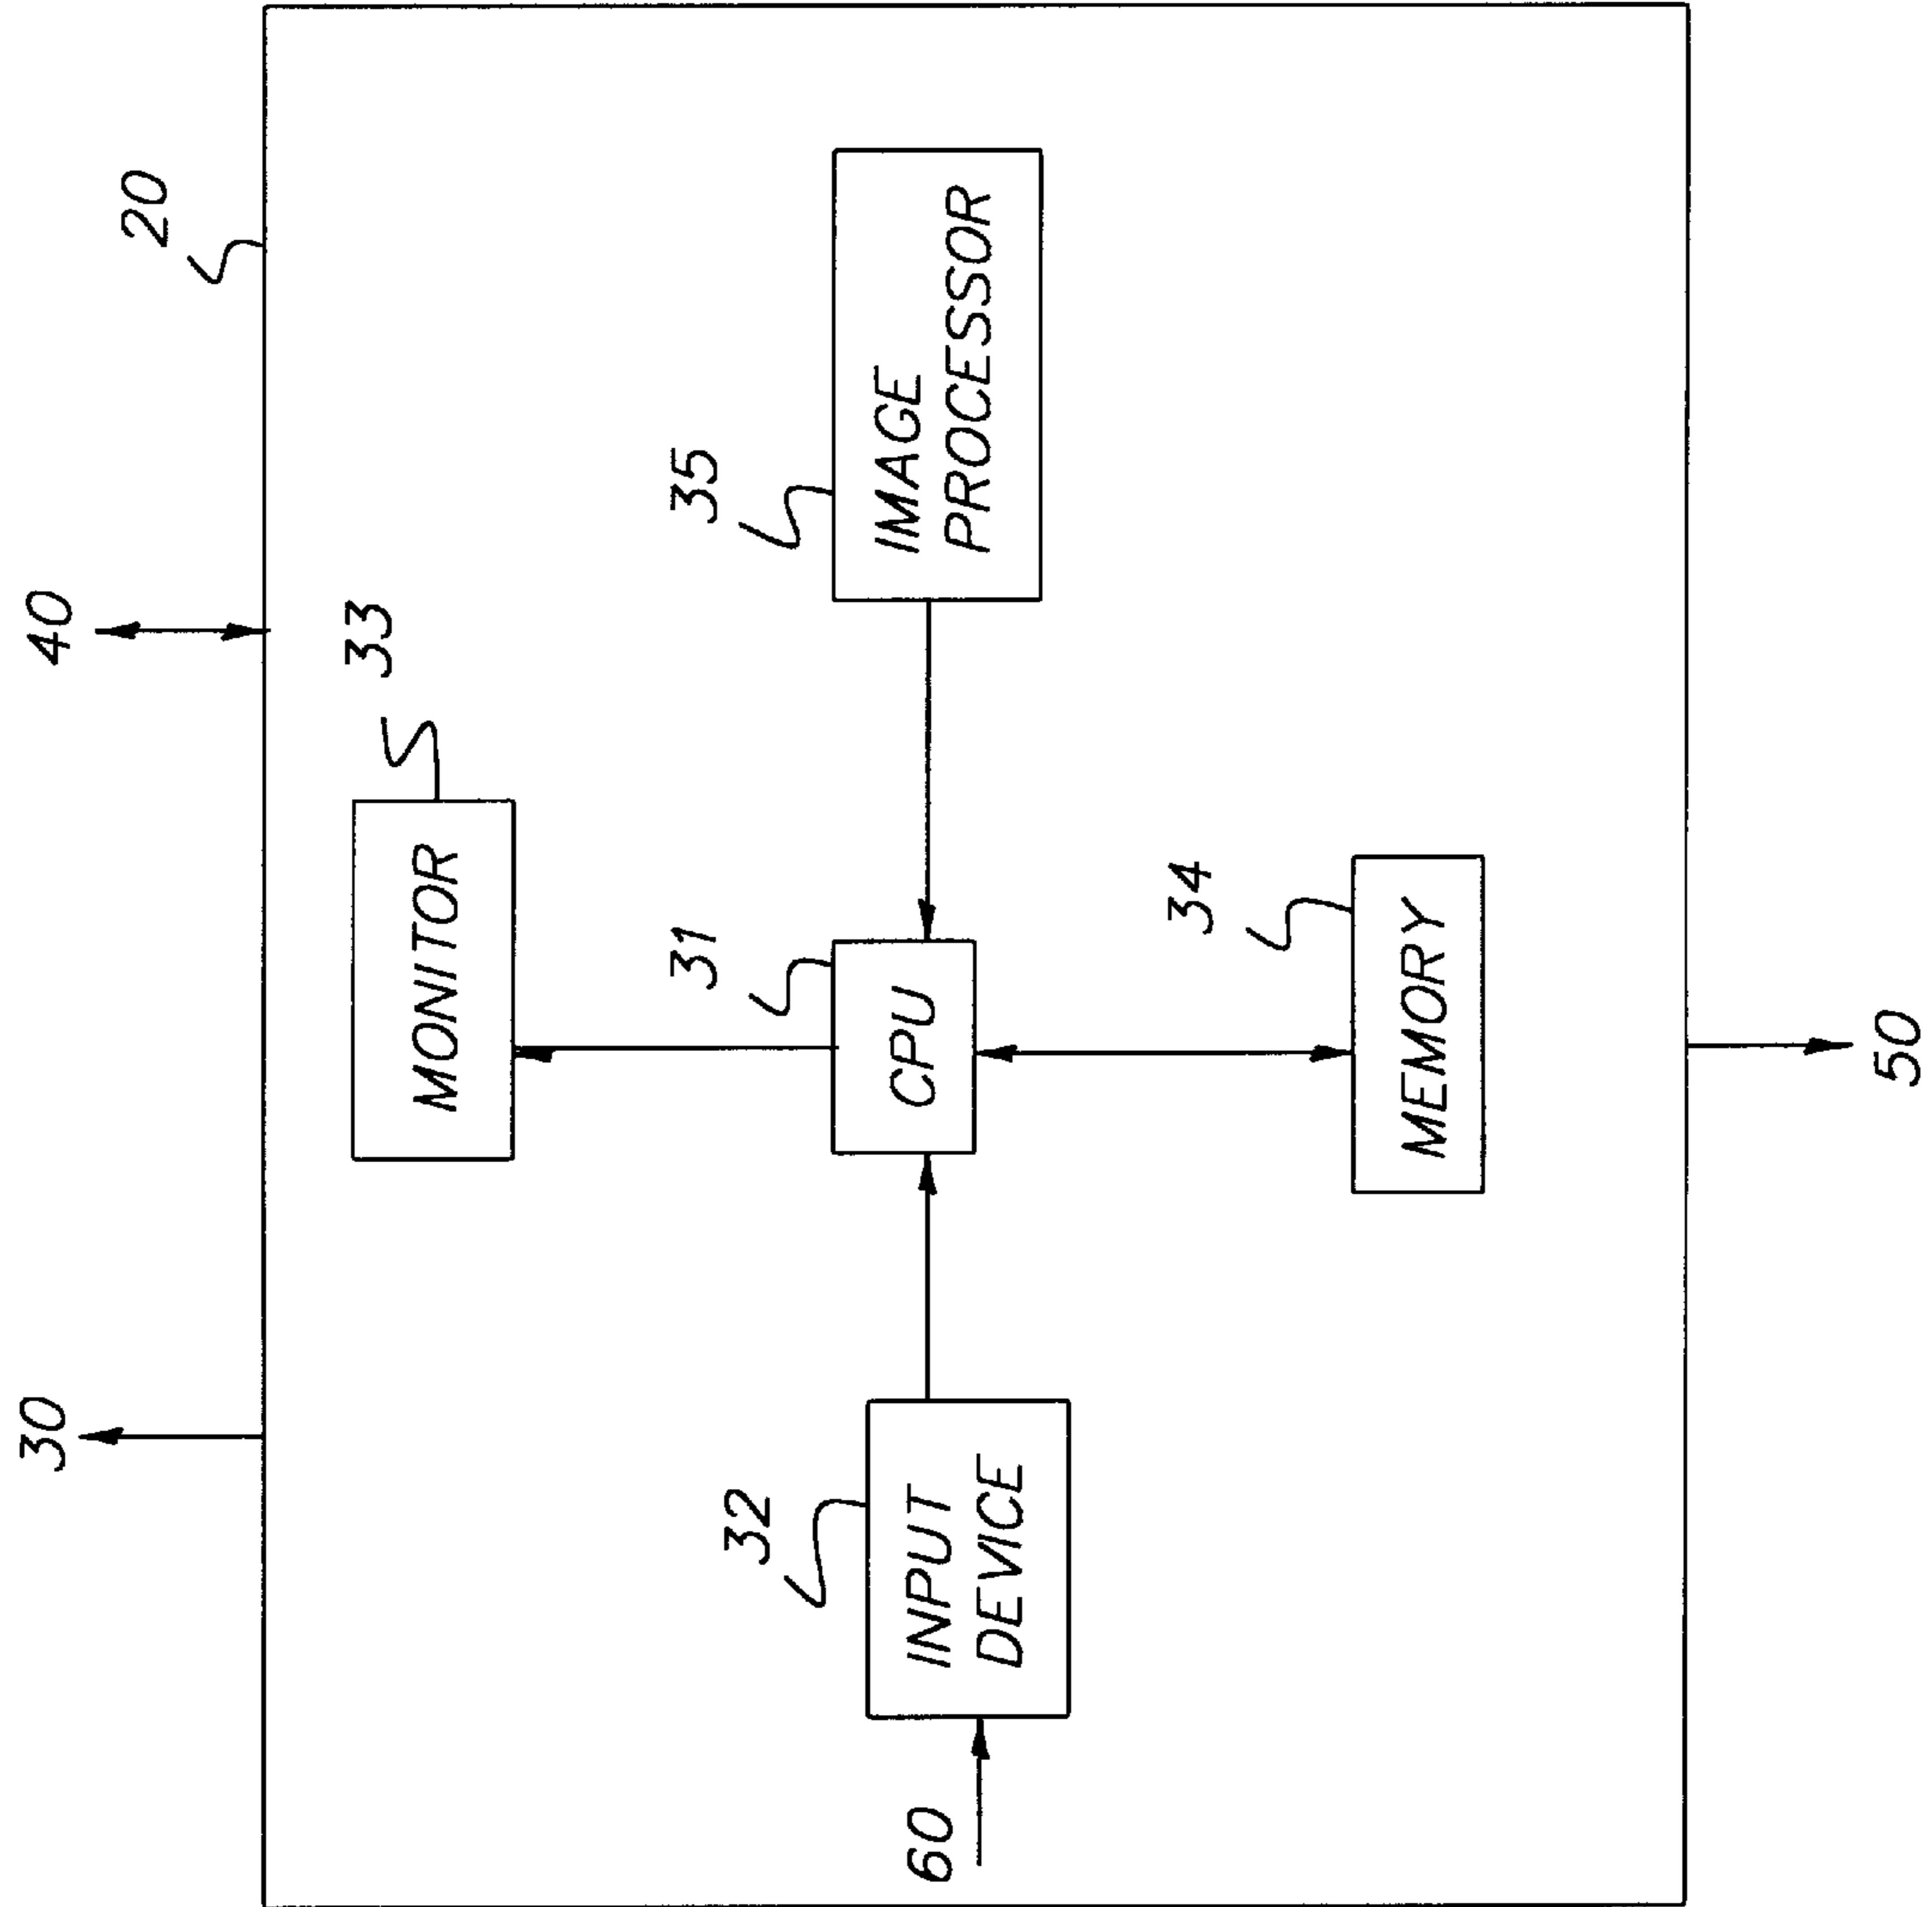 30
40
20
33
MONITOR
32
31
35
60
INPUT
DEVICE
CPU
IMAGE
PROCESSOR
34
MEMORY
50